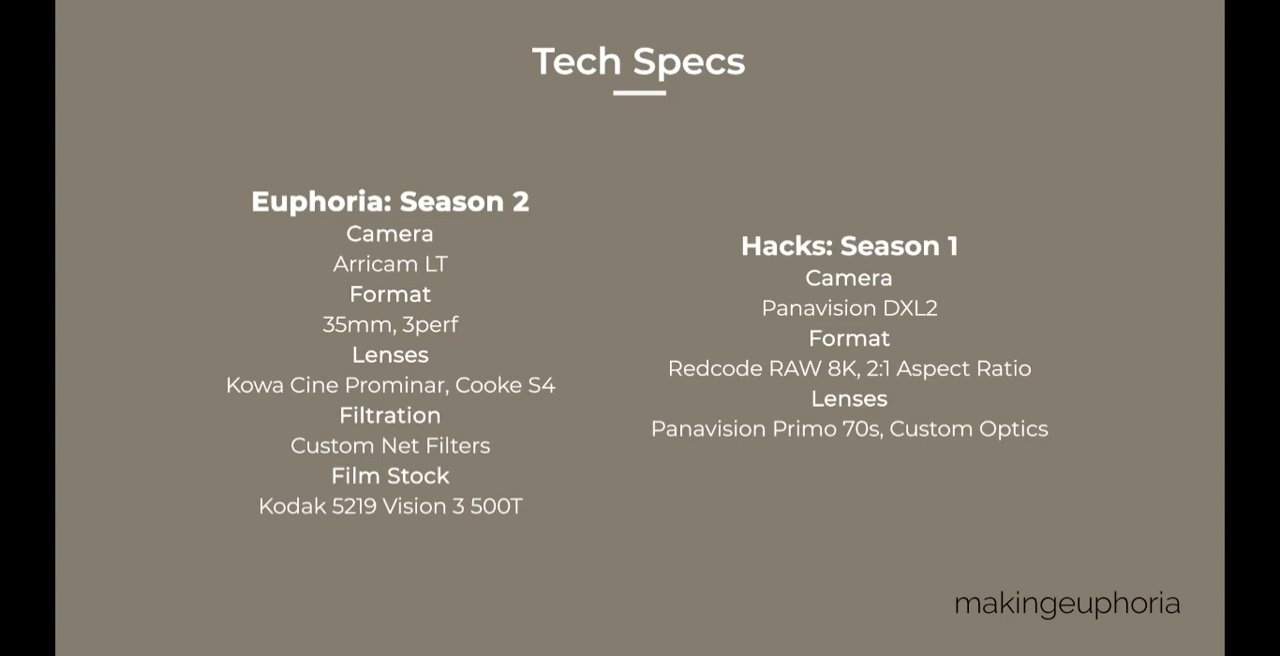 Tech Specs
Euphoria: Season 2
Camera
Arricam LT
Format
35mm, 3perf
Lenses
Kowa Cine Prominar, Cooke S4
Filtration
Custom Net Filters
Film Stock
Kodak 5219 Vision 3 500T
Hacks: Season 1
Camera
Panavision DXL2
Format
Redcode RAW 8K, 2:1 Aspect Ratio
Lenses
Panavision Primo 70s, Custom Optics
makingeuphoria